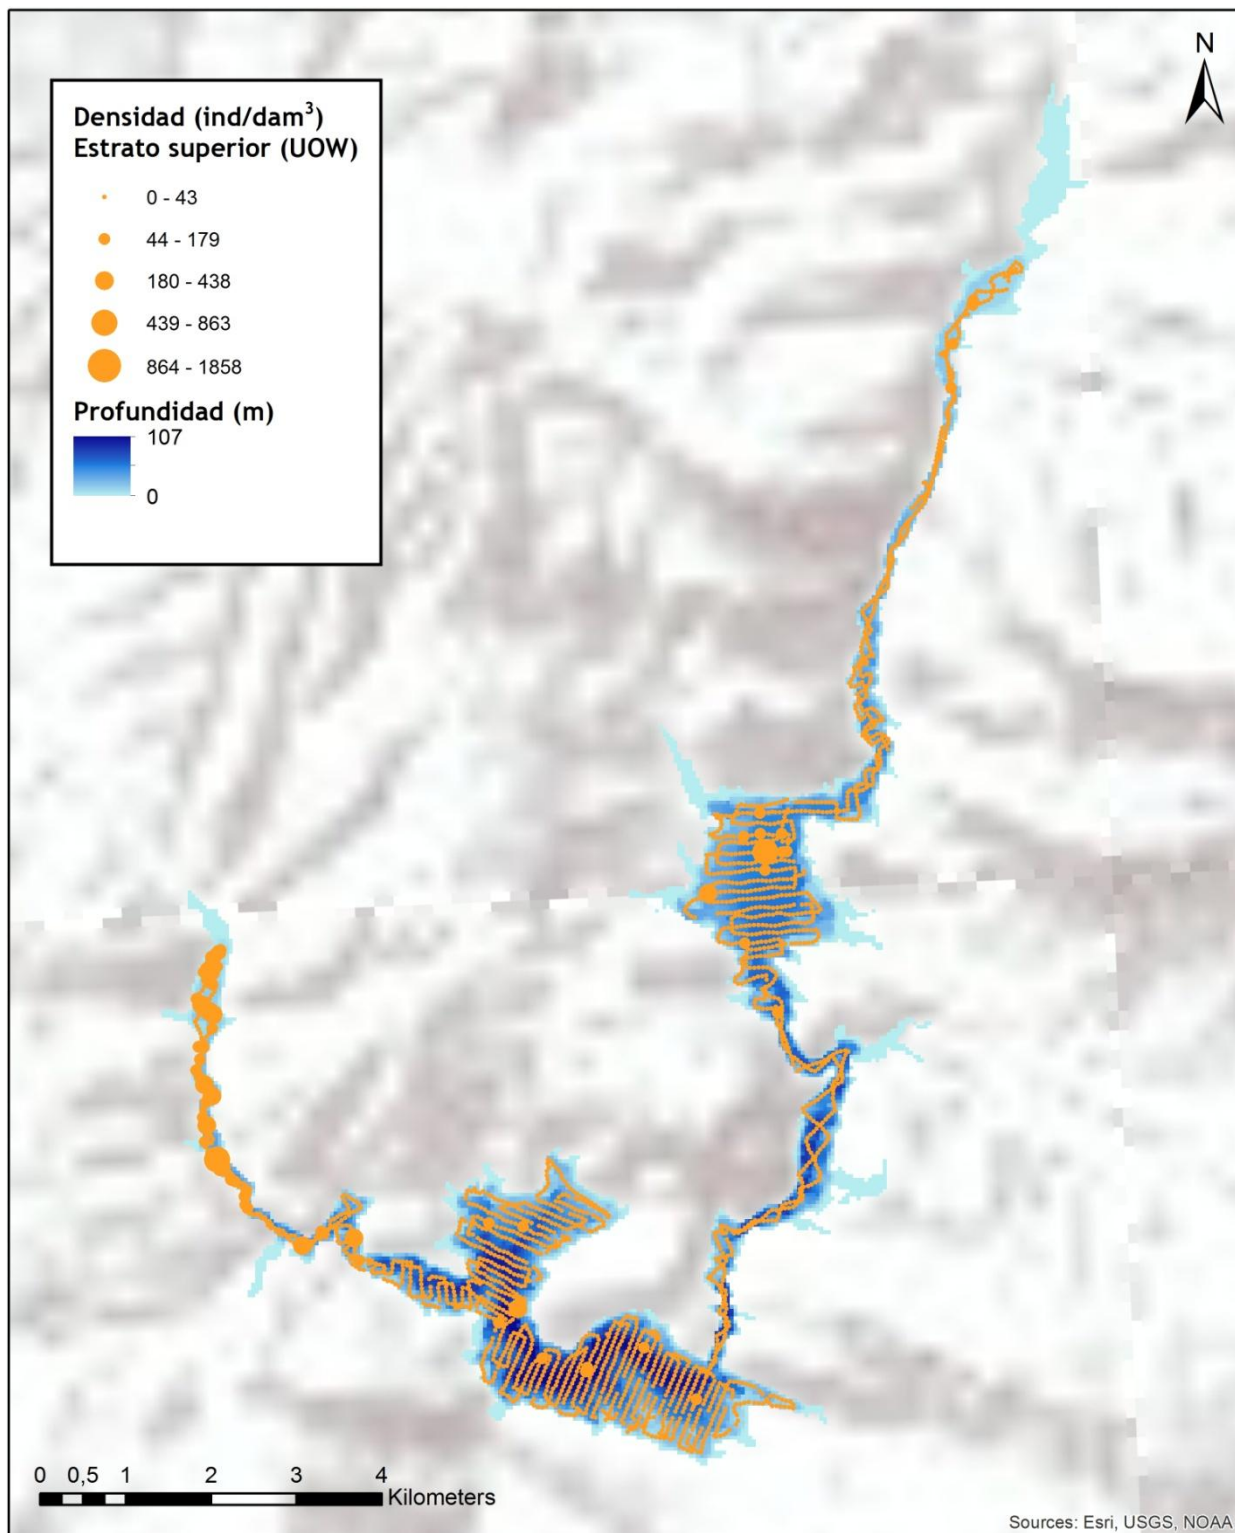 N
Densidad (ind/dam³)
Estrato superior (UOW)
0 - 43
44 - 179
180 - 438
439 - 863
864 - 1858
Profundidad (m)
107
0
0 0,5 1 2 3 4
Kilometers
Sources: Esri, USGS, NOAA